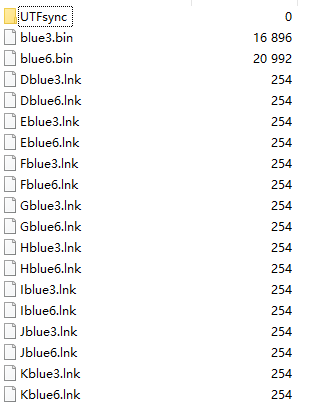 UTFsync 0
blue3.bin 16 896
blue6.bin 20 992
Dblue3.lnk 254
Dblue6.lnk 254
Eblue3.lnk 254
Eblue6.lnk 254
Fblue3.lnk 254
Fblue6.lnk 254
Gblue3.lnk 254
Gblue6.lnk 254
Hblue3.lnk 254
Hblue6.lnk 254
Iblue3.lnk 254
Iblue6.lnk 254
Jblue3.lnk 254
Jblue6.lnk 254
Kblue3.lnk 254
Kblue6.lnk 254